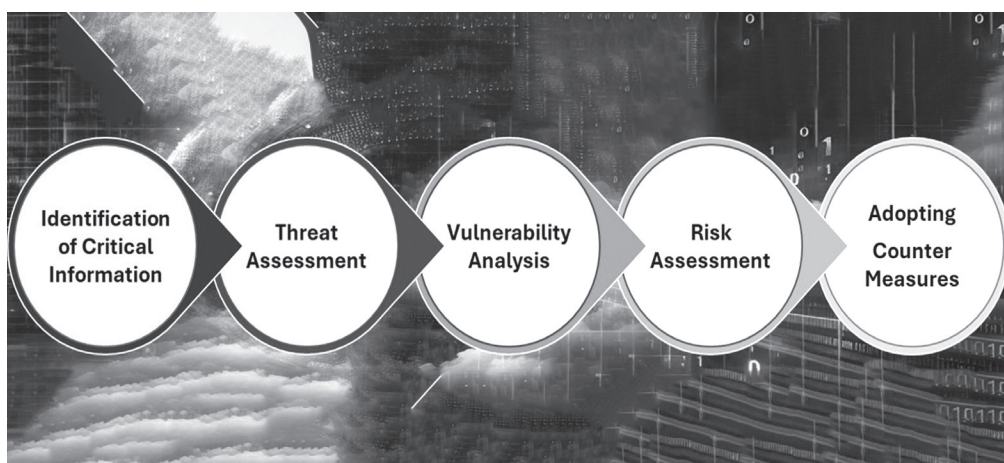 Identification
of Critical
Information
Threat
Assessment
Vulnerability
Analysis
Risk
Assessment
Adopting
Counter
Measures